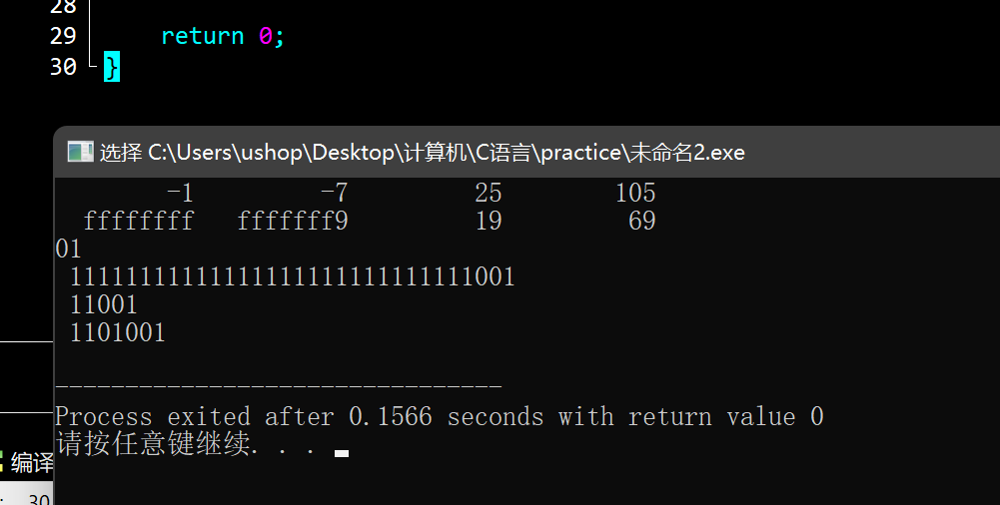 28
29 return 0;
30 }
选择 C:\Users\ushop\Desktop\计算机\C语言\practice\未命名2.exe
-1 -7 25 105
ffffffff fffffff9 19 69
01
11111111111111111111111111111001
11001
1101001
--------------------------------
Process exited after 0.1566 seconds with return value 0
请按任意键继续. . .
编译
: 30